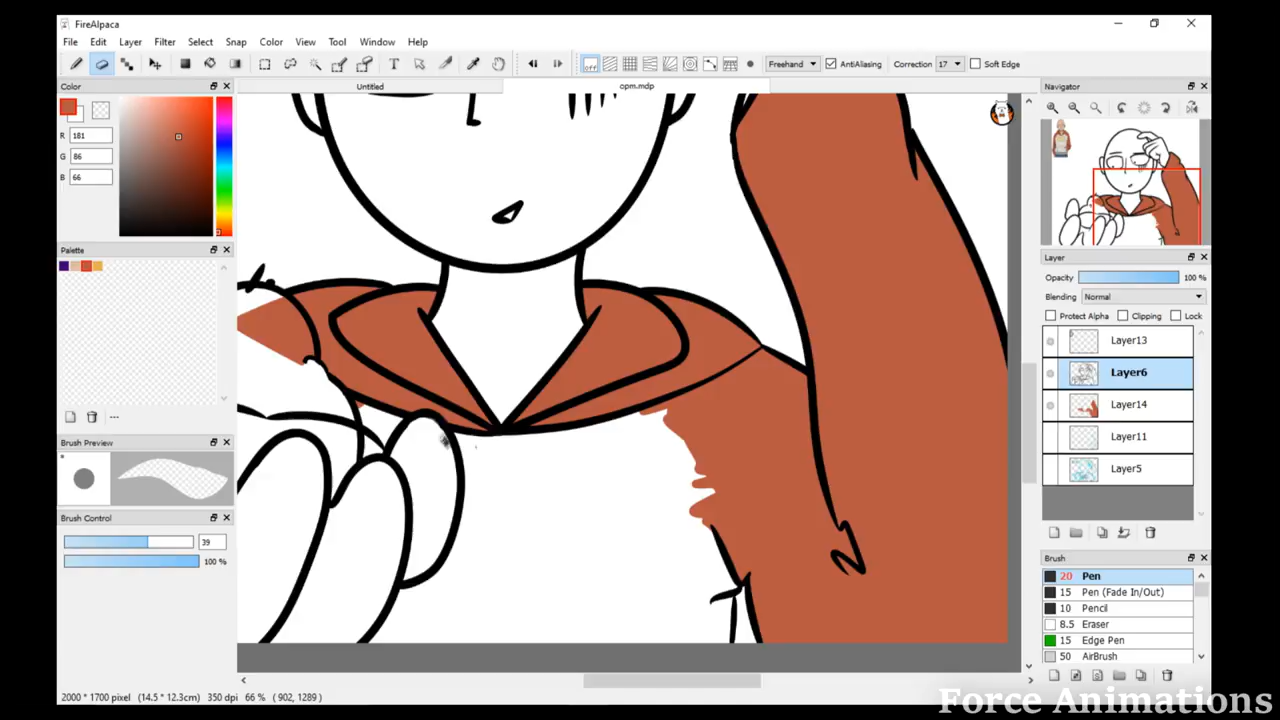 FireAlpaca
File Edit Layer Filter Select Snap Color View Tool Window Help
Freehand AntiAliasing Correction 17 Soft Edge
Color
Untitled
opm.mdp
Navigator
R 181
G 86
B 66
Palette
Layer
Opacity 100 %
Blending Normal
Protect Alpha Clipping Lock
Layer13
Layer6
Layer14
Layer11
Layer5
Brush Preview
Brush Control
39
100 %
Brush
20 Pen
15 Pen (Fade In/Out)
10 Pencil
8.5 Eraser
15 Edge Pen
50 AirBrush
2000 * 1700 pixel (14.5 * 12.3cm) 350 dpi 66 % ( 902, 1289 )
Force Animations